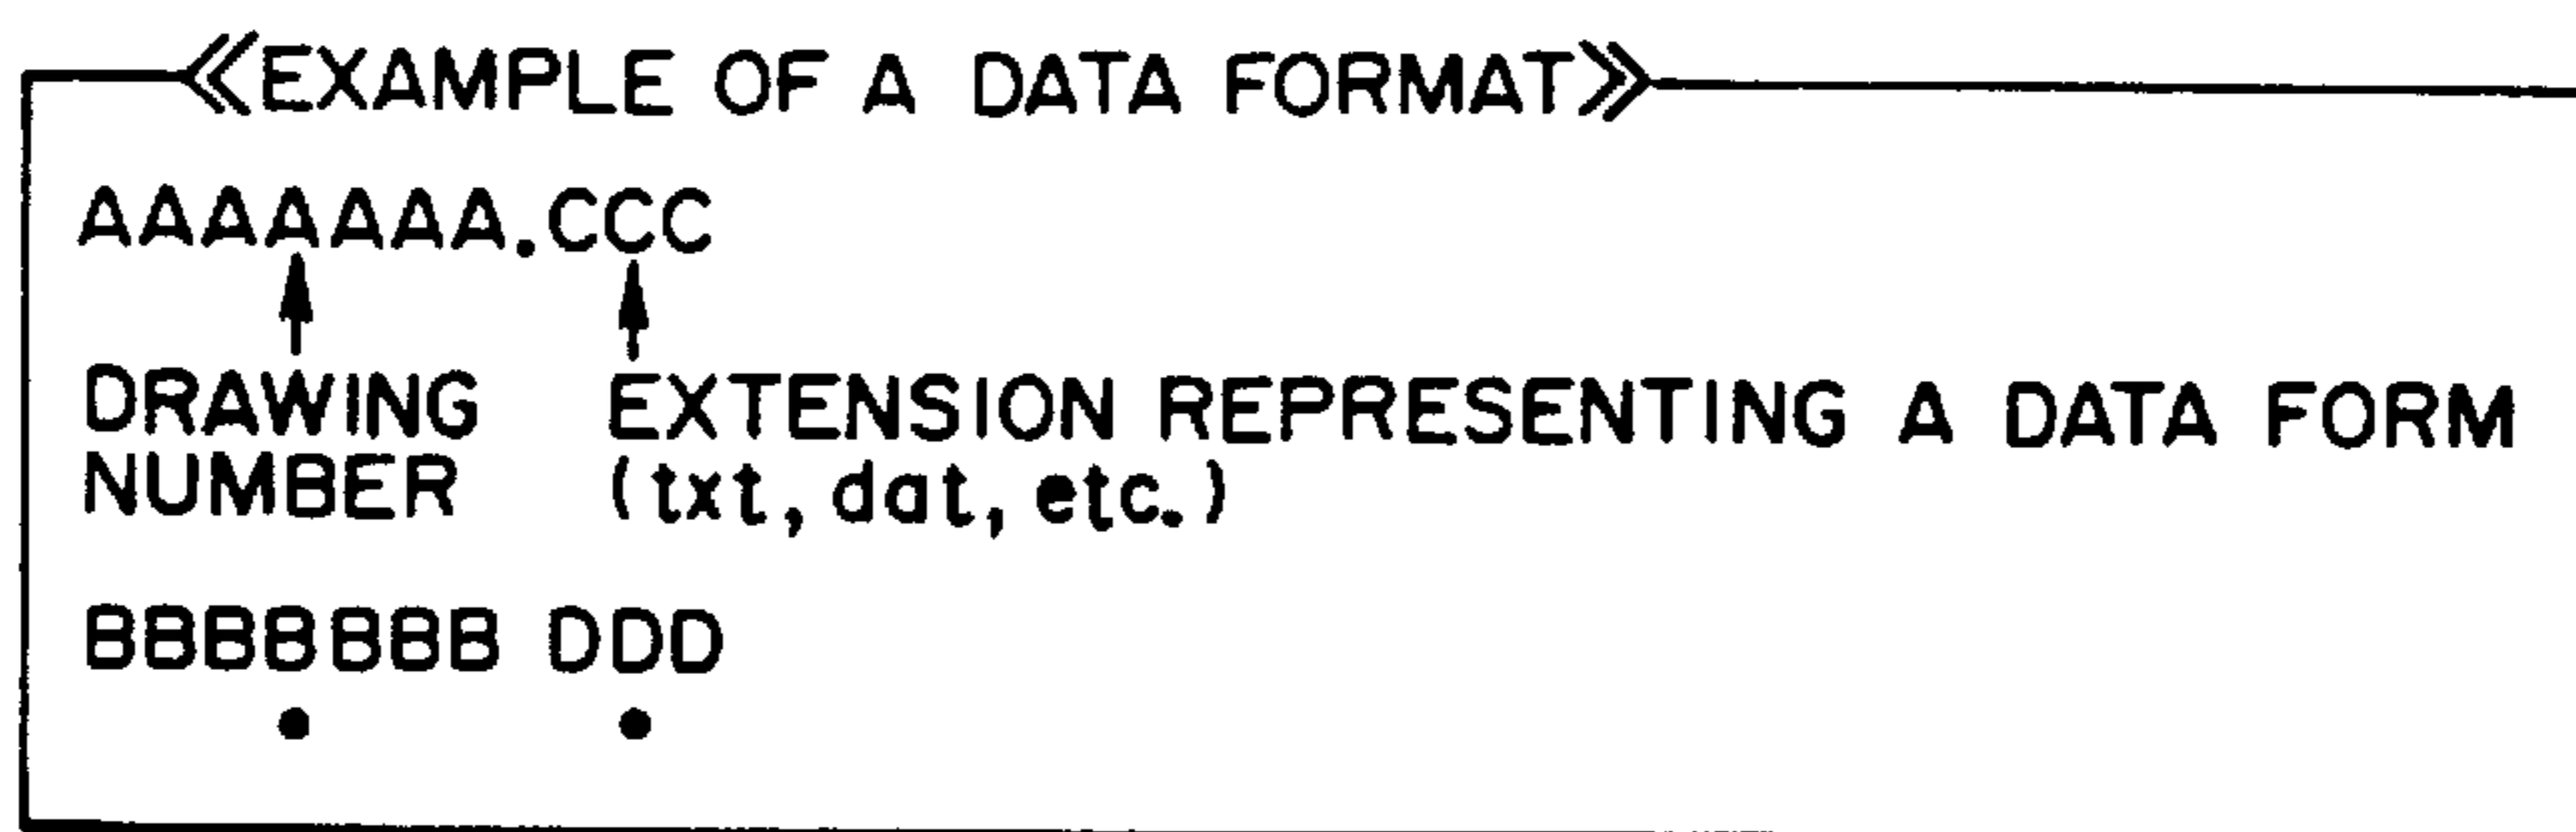 《EXAMPLE OF A DATA FORMAT》
AAAAAAA.CCC
DRAWING NUMBER
EXTENSION REPRESENTING A DATA FORM
(txt, dat, etc.)
BBBBBBB DDD